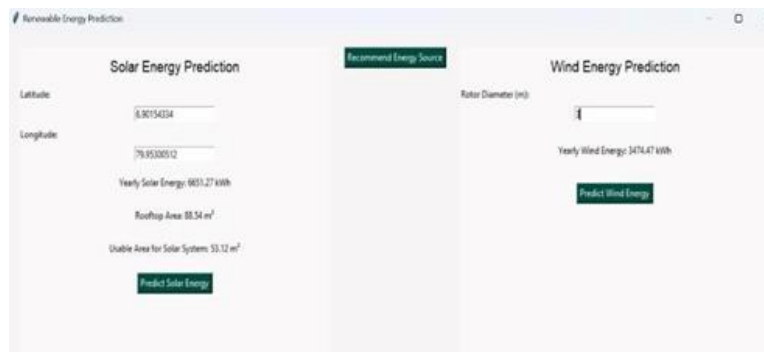 Renewable Energy Prediction
Solar Energy Prediction
Latitude:
6.90154334
Longitude:
79.95300512
Yearly Solar Energy: 6651.27 kWh
Rooftop Area: 88.54 m²
Usable Area for Solar System: 53.12 m²
Predict Solar Energy
Recommend Energy Source
Wind Energy Prediction
Rotor Diameter (m):
Yearly Wind Energy: 3474.47 kWh
Predict Wind Energy